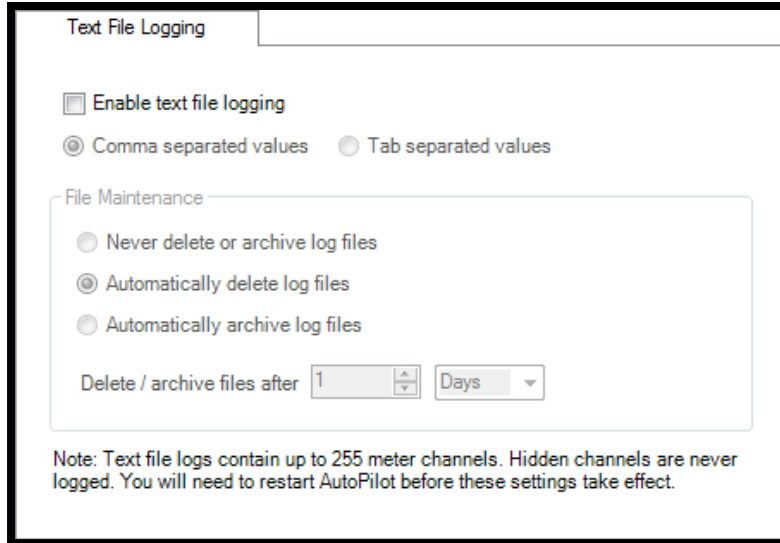 Text File Logging
Enable text file logging
Comma separated values Tab separated values
File Maintenance
Never delete or archive log files
Automatically delete log files
Automatically archive log files
Delete / archive files after 1 Days
Note: Text file logs contain up to 255 meter channels. Hidden channels are never
logged. You will need to restart AutoPilot before these settings take effect.